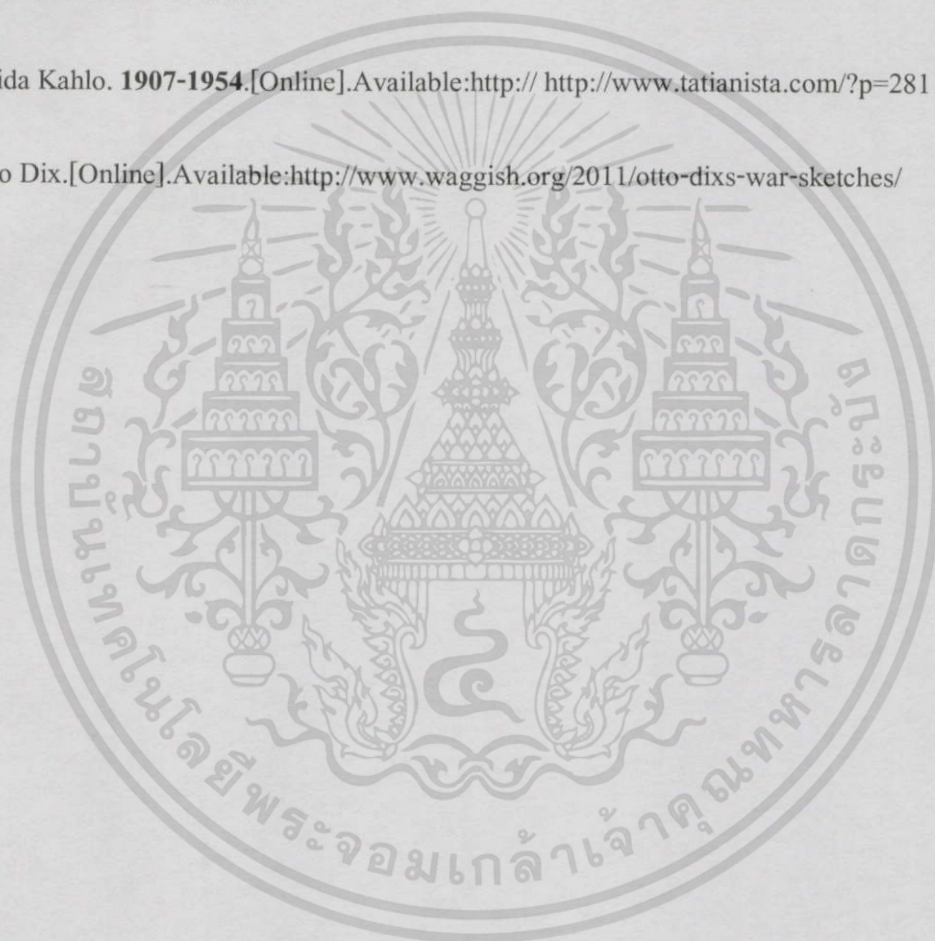 ida Kahlo. 1907-1954.[Online].Available:http:// http://www.tatianista.com/?p=281
o Dix.[Online].Available:http://www.waggish.org/2011/otto-dixs-war-sketches/
สถาบันเทคโนโลยีพระจอมเกล้าเจ้าคุณทหารลาดกระบัง